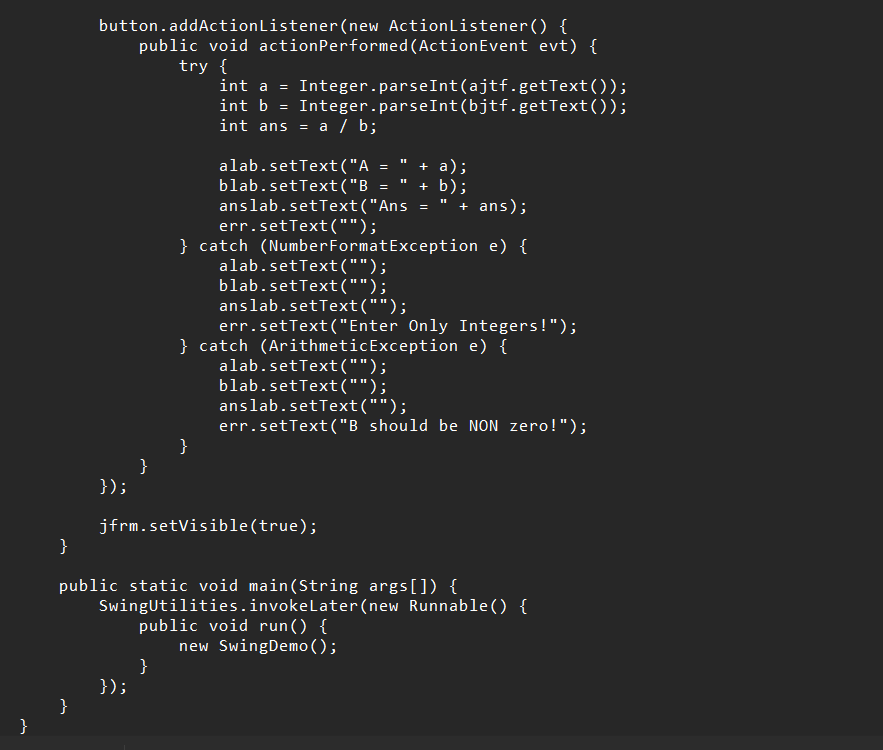 button.addActionListener(new ActionListener() {
            public void actionPerformed(ActionEvent evt) {
                try {
                    int a = Integer.parseInt(ajtf.getText());
                    int b = Integer.parseInt(bjtf.getText());
                    int ans = a / b;

                    alab.setText("A = " + a);
                    blab.setText("B = " + b);
                    anslab.setText("Ans = " + ans);
                    err.setText("");
                } catch (NumberFormatException e) {
                    alab.setText("");
                    blab.setText("");
                    anslab.setText("");
                    err.setText("Enter Only Integers!");
                } catch (ArithmeticException e) {
                    alab.setText("");
                    blab.setText("");
                    anslab.setText("");
                    err.setText("B should be NON zero!");
                }
            }
        });

        jfrm.setVisible(true);
    }

    public static void main(String args[]) {
        SwingUtilities.invokeLater(new Runnable() {
            public void run() {
                new SwingDemo();
            }
        });
    }
}